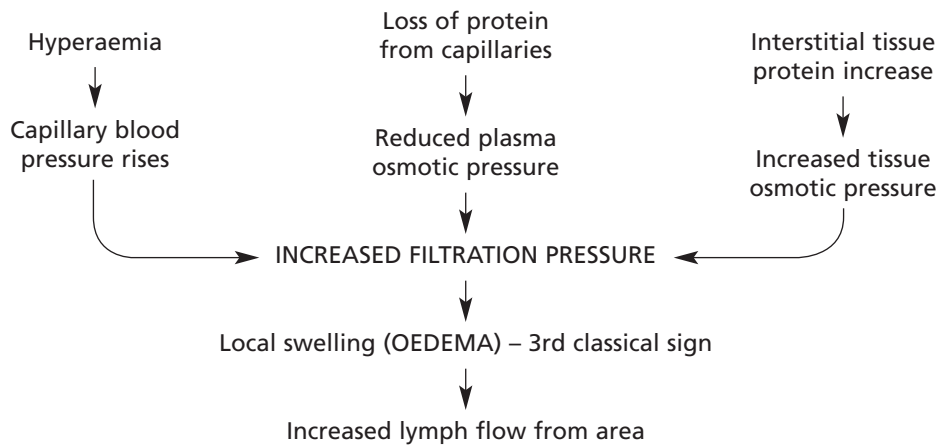 Hyperaemia
Capillary blood
pressure rises
Loss of protein
from capillaries
Reduced plasma
osmotic pressure
Interstitial tissue
protein increase
Increased tissue
osmotic pressure
INCREASED FILTRATION PRESSURE
Local swelling (OEDEMA) – 3rd classical sign
Increased lymph flow from area